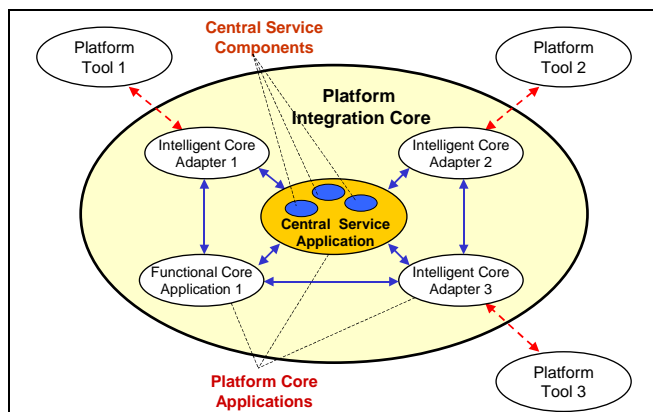 Central Service
Components
Platform
Tool 1
Platform
Tool 2
Platform
Integration Core
Intelligent Core
Adapter 1
Intelligent Core
Adapter 2
Central Service
Application
Functional Core
Application 1
Intelligent Core
Adapter 3
Platform Core
Applications
Platform
Tool 3